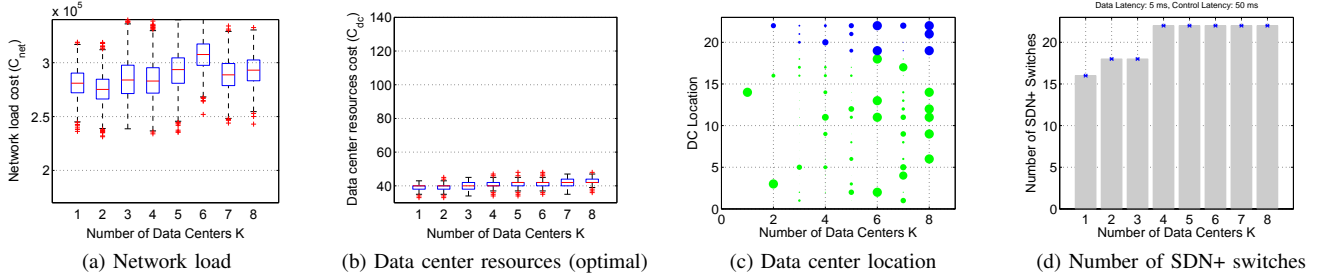 x 10^5
3
2.5
2
1 2 3 4 5 6 7 8
Network load cost (C_net)
Number of Data Centers K
(a) Network load
140
120
100
80
60
40
1 2 3 4 5 6 7 8
Data center resources cost (C_dc)
Number of Data Centers K
(b) Data center resources (optimal)
20
15
10
5
0
0 2 4 6 8
DC Location
Number of Data Centers K
(c) Data center location
Data Latency: 5 ms, Control Latency: 50 ms
20
15
10
5
0
1 2 3 4 5 6 7 8
Number of SDN+ Switches
Number of Data Centers K
(d) Number of SDN+ switches